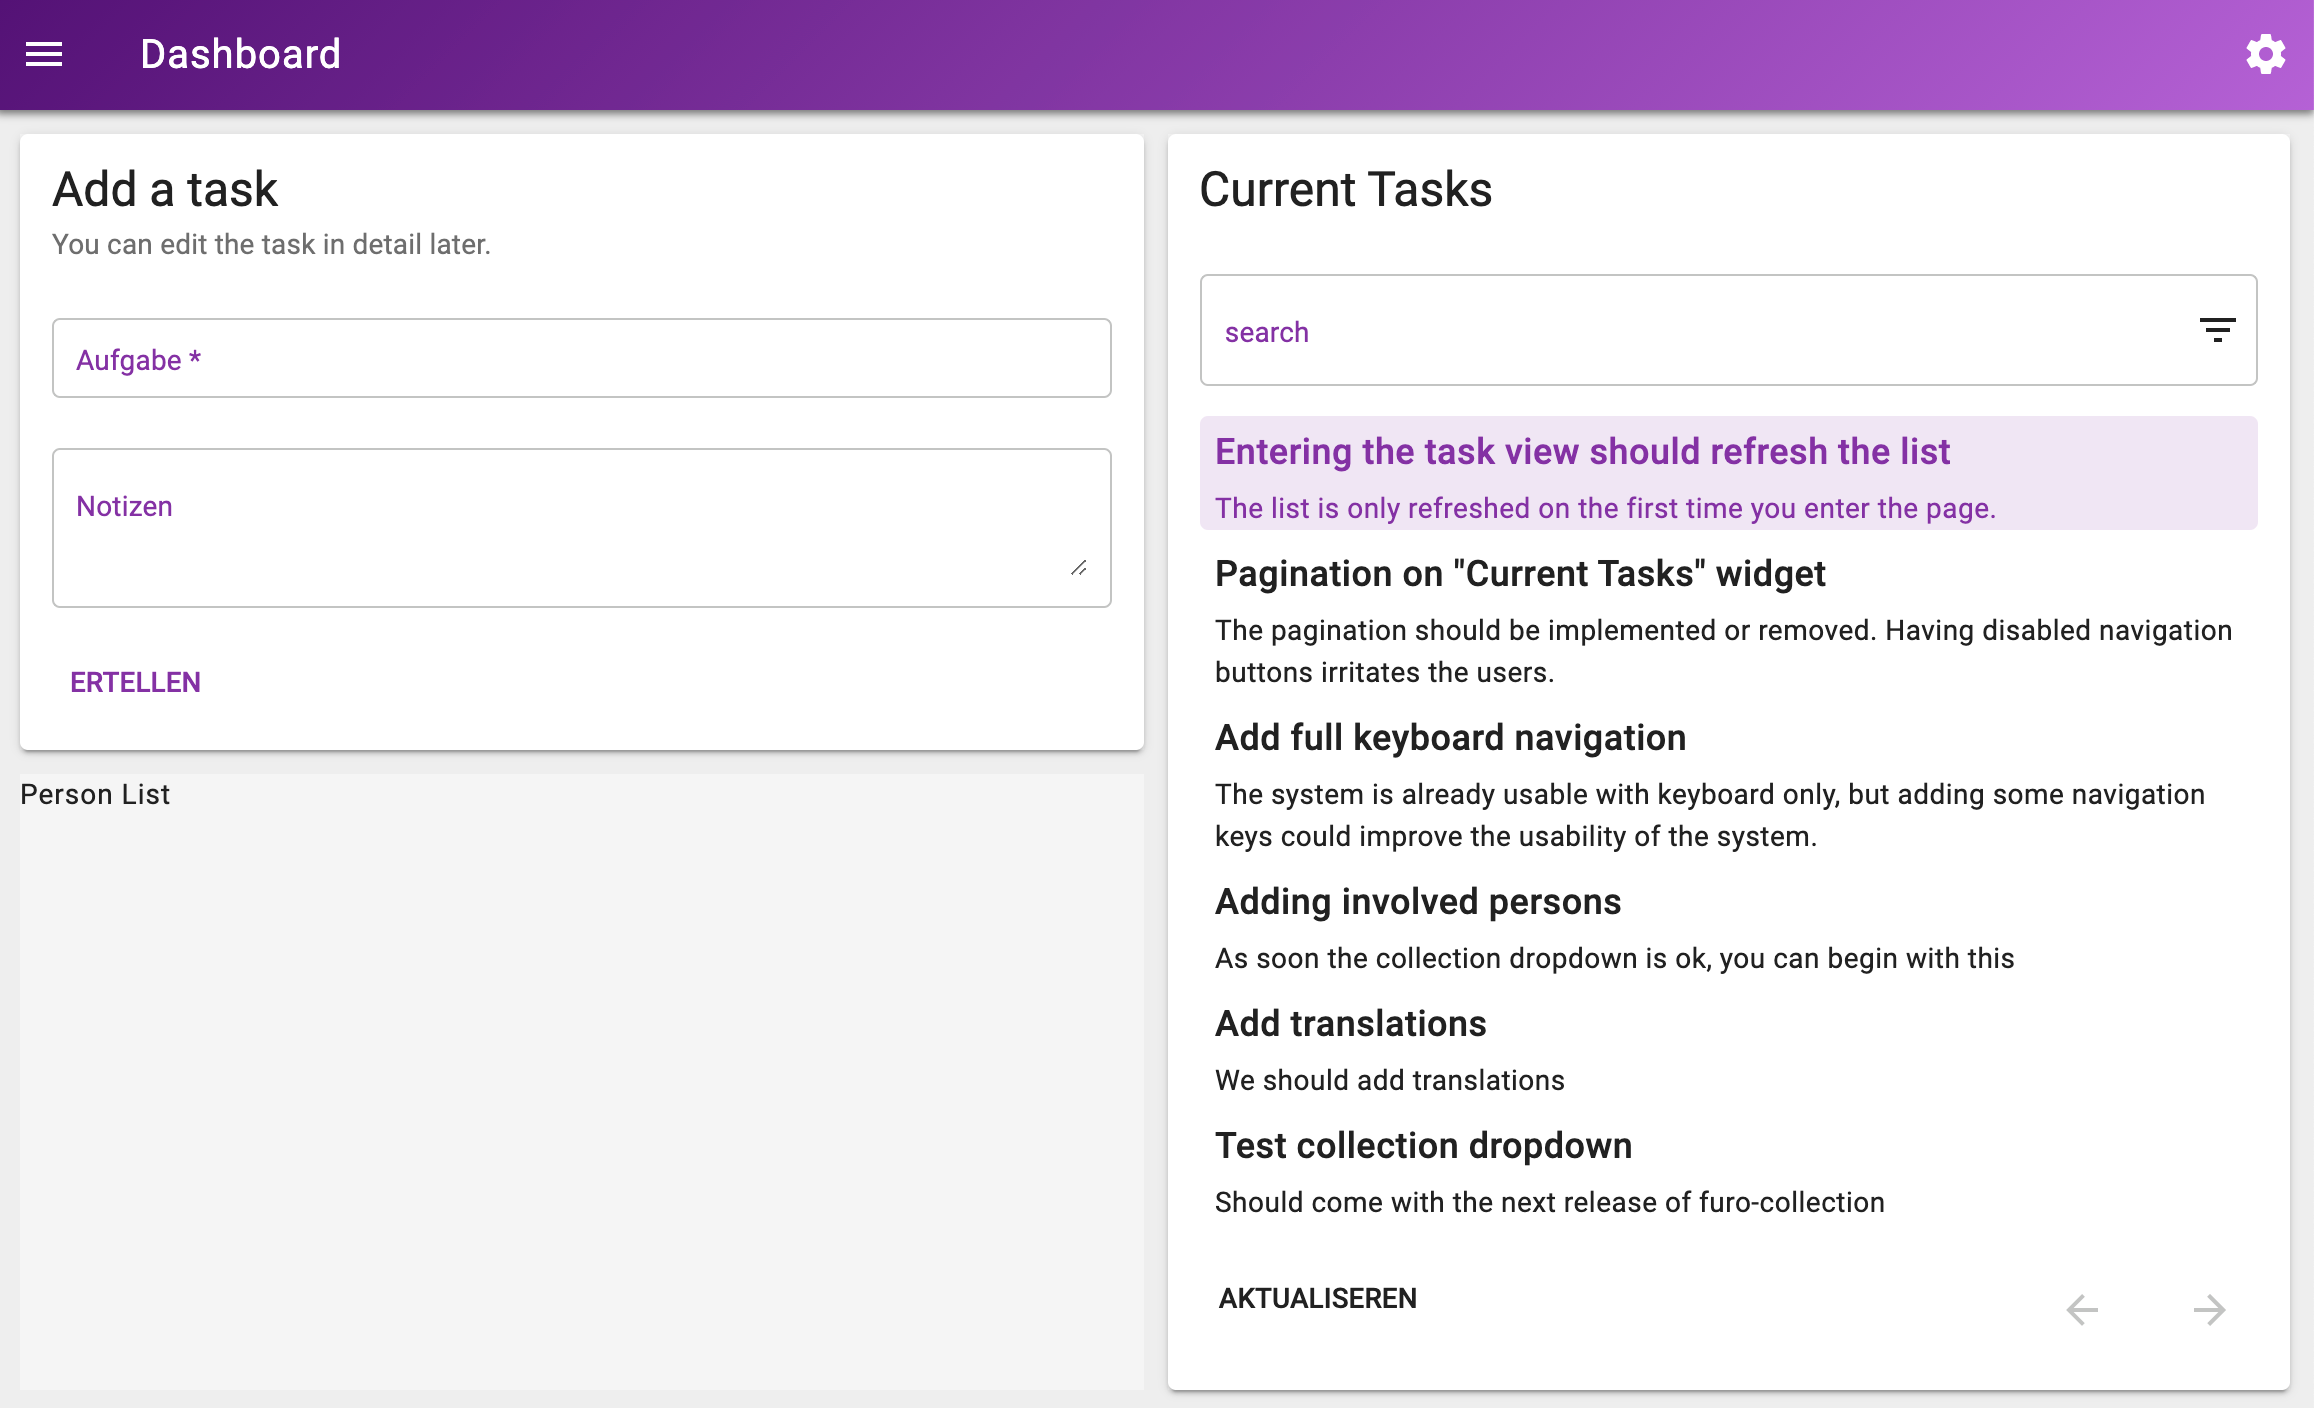 Dashboard
Add a task
You can edit the task in detail later.
Aufgabe *
Notizen
ERTELLEN
Person List
Current Tasks
search
Entering the task view should refresh the list
The list is only refreshed on the first time you enter the page.
Pagination on "Current Tasks" widget
The pagination should be implemented or removed. Having disabled navigation
buttons irritates the users.
Add full keyboard navigation
The system is already usable with keyboard only, but adding some navigation
keys could improve the usability of the system.
Adding involved persons
As soon the collection dropdown is ok, you can begin with this
Add translations
We should add translations
Test collection dropdown
Should come with the next release of furo-collection
AKTUALISEREN